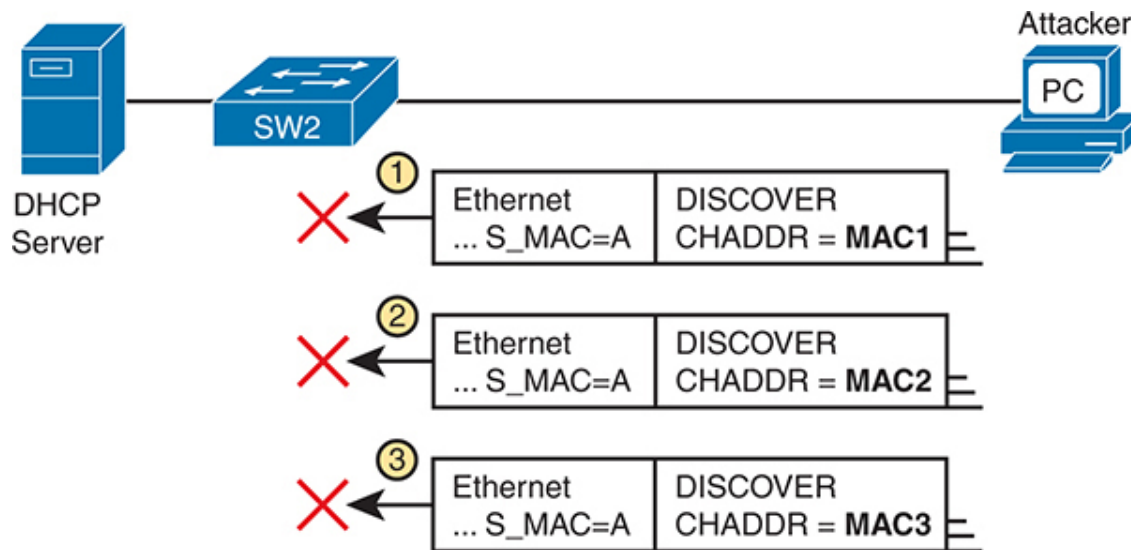 Attacker
PC
SW2
DHCP
Server
1
Ethernet
... S_MAC=A
DISCOVER
CHADDR = MAC1
2
Ethernet
... S_MAC=A
DISCOVER
CHADDR = MAC2
3
Ethernet
... S_MAC=A
DISCOVER
CHADDR = MAC3